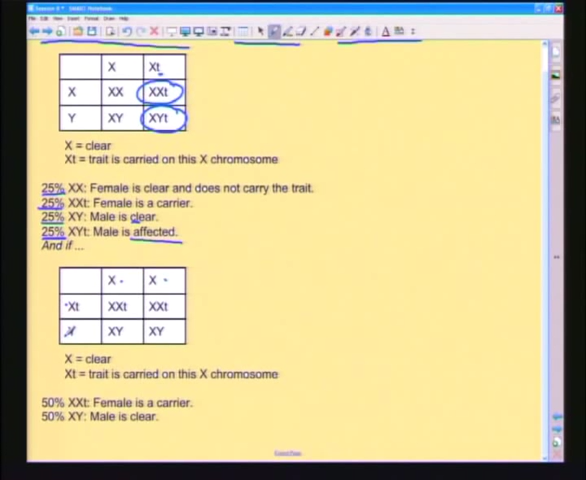 X Xt
X XX XXt
Y XY XYt
X = clear
Xt = trait is carried on this X chromosome
25% XX: Female is clear and does not carry the trait.
25% XXt: Female is a carrier.
25% XY: Male is clear.
25% XYt: Male is affected.
And if ...
X X
Xt XXt XXt
XY XY
X = clear
Xt = trait is carried on this X chromosome
50% XXt: Female is a carrier.
50% XY: Male is clear.